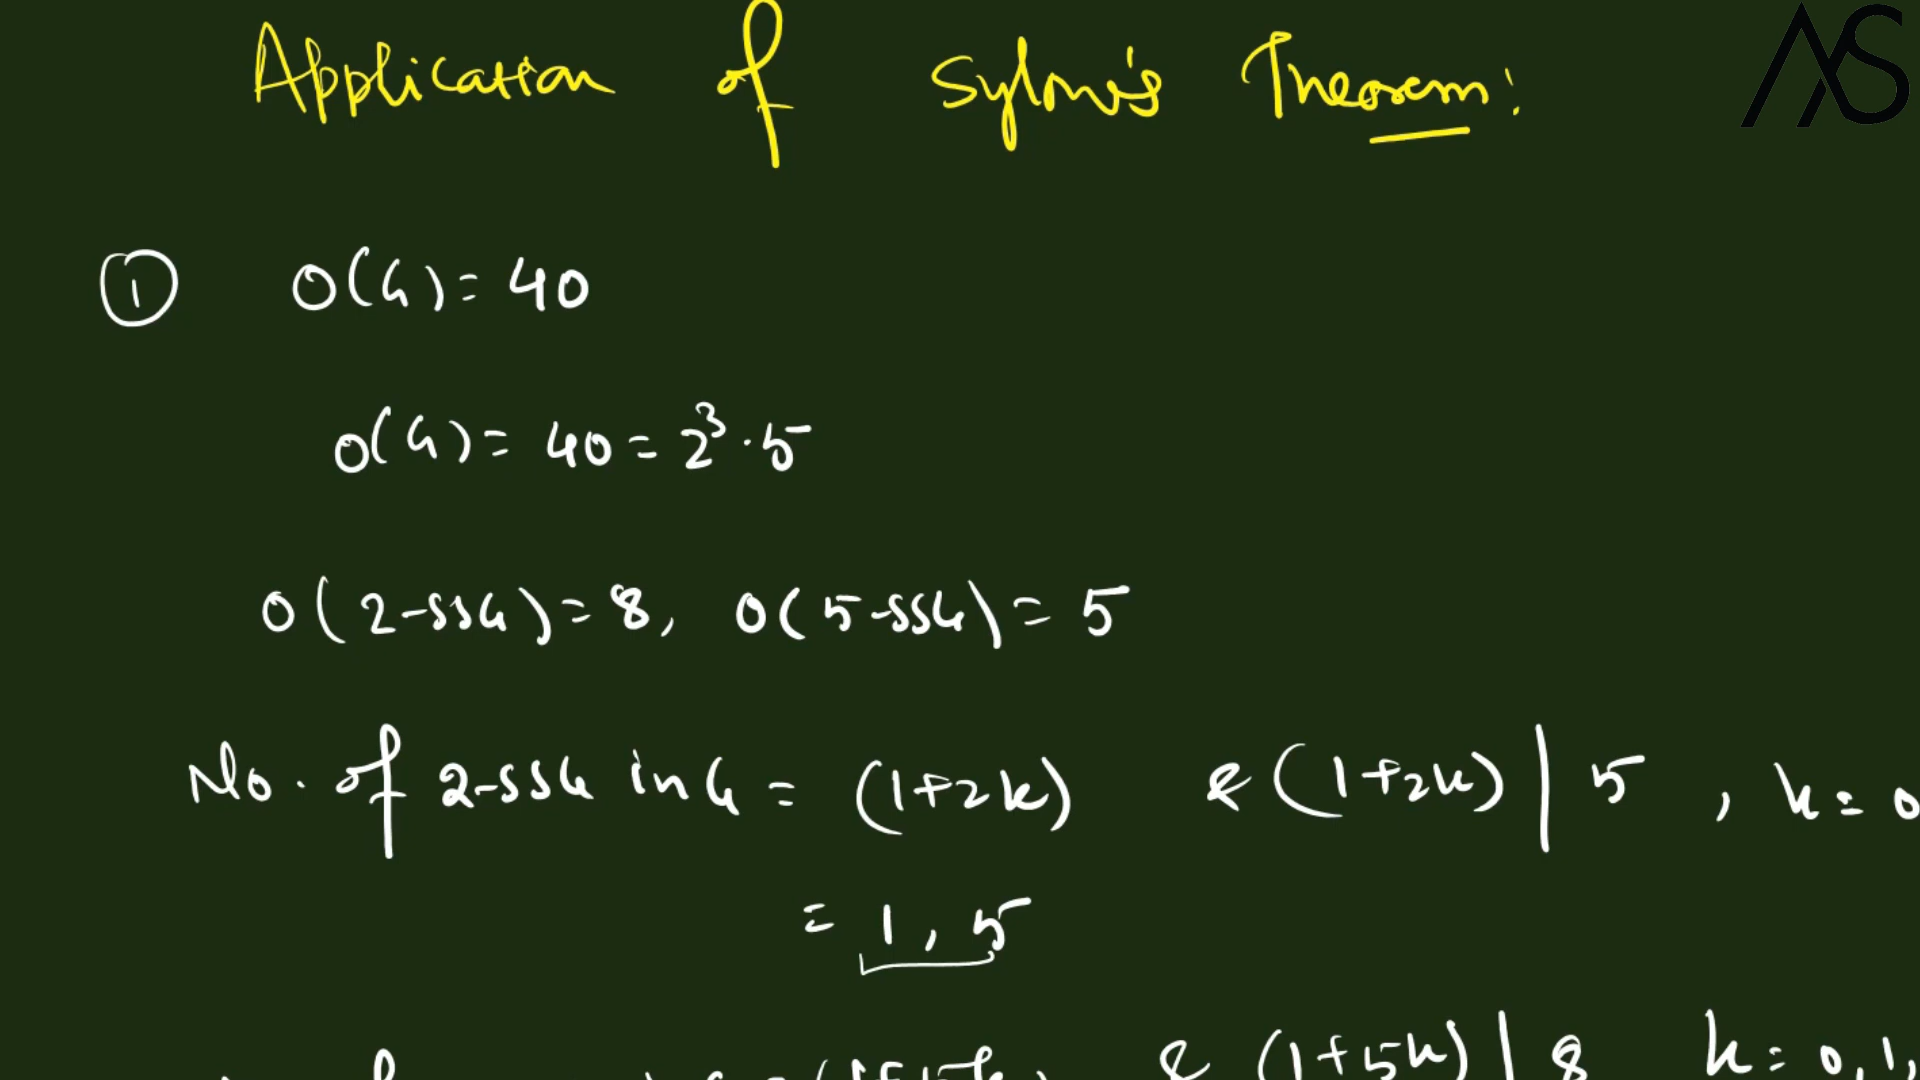 Application of Sylow's Theorem:
AS
① O(G) = 40
O(G) = 40 = 2³·5
O(2-SSG) = 8, O(5-SSG) = 5
No. of 2-SSG in G = (1+2k) & (1+2k) | 5, k = 0
= 1, 5
& (1+5k) | 8 k = 0, 1,